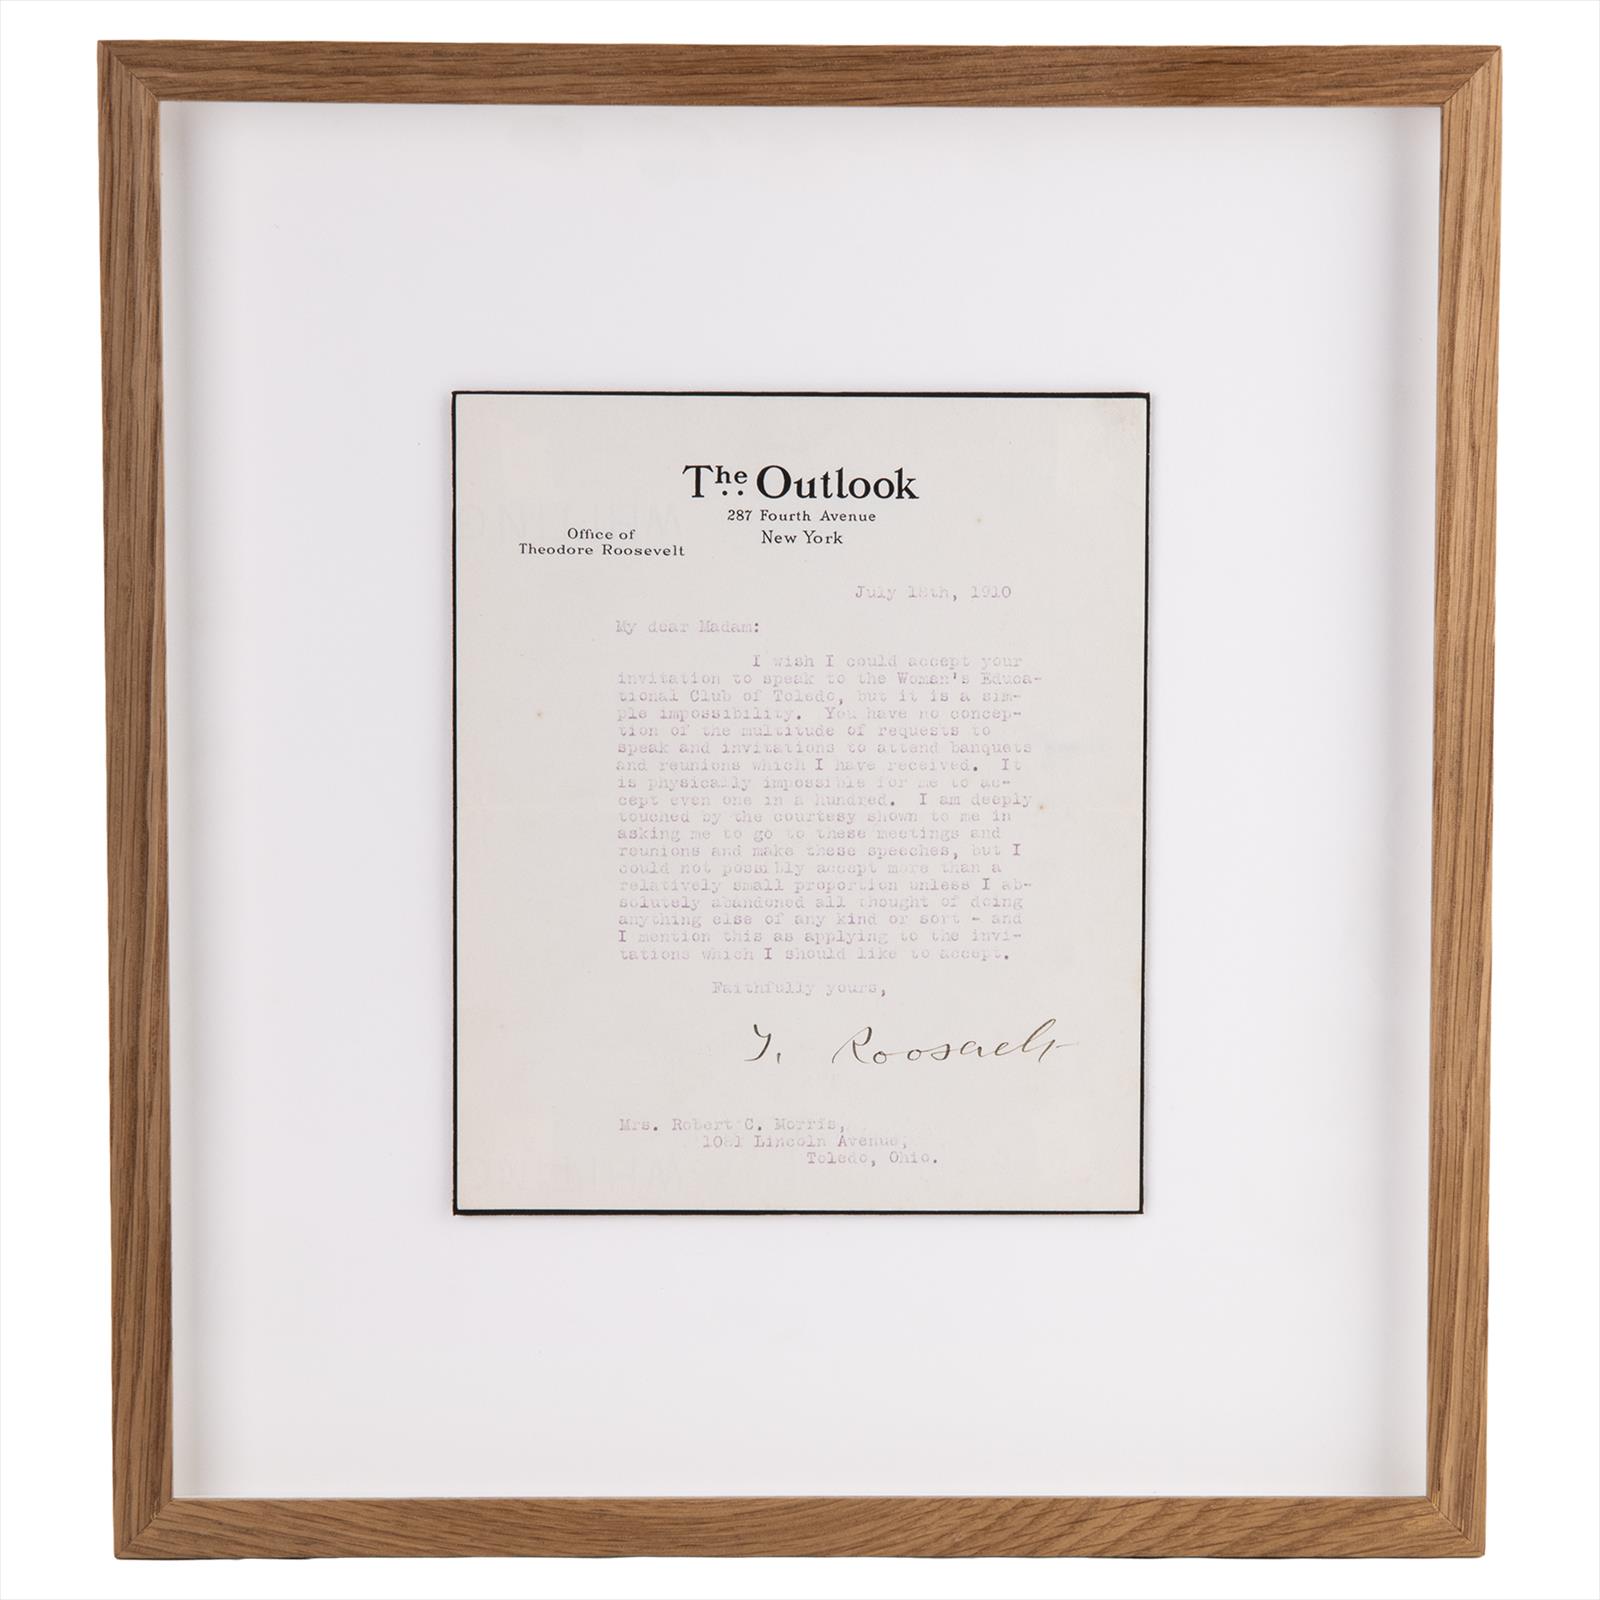 The Outlook
287 Fourth Avenue
New York
Office of
Theodore Roosevelt
July 18th, 1910
My dear Madam:
I wish I could accept your
invitation to speak to the Woman's Educa-
tional Club of Toledo, but it is a sim-
ple impossibility. You have no concep-
tion of the multitude of requests to
speak and invitations to attend banquets
and reunions which I have received. It
is physically impossible for me to ac-
cept even one in a hundred. I am deeply
touched by the courtesy shown to me in
asking me to go to these meetings and
reunions and make these speeches, but I
could not possibly accept more than a
relatively small proportion unless I ab-
solutely abandoned all thought of doing
anything else of any kind or sort - and
I mention this as applying to the invi-
tations which I should like to accept.
Faithfully yours,
T. Roosevelt
Mrs. Robert C. Morris,
Lincoln Avenue,
Toledo, Ohio.